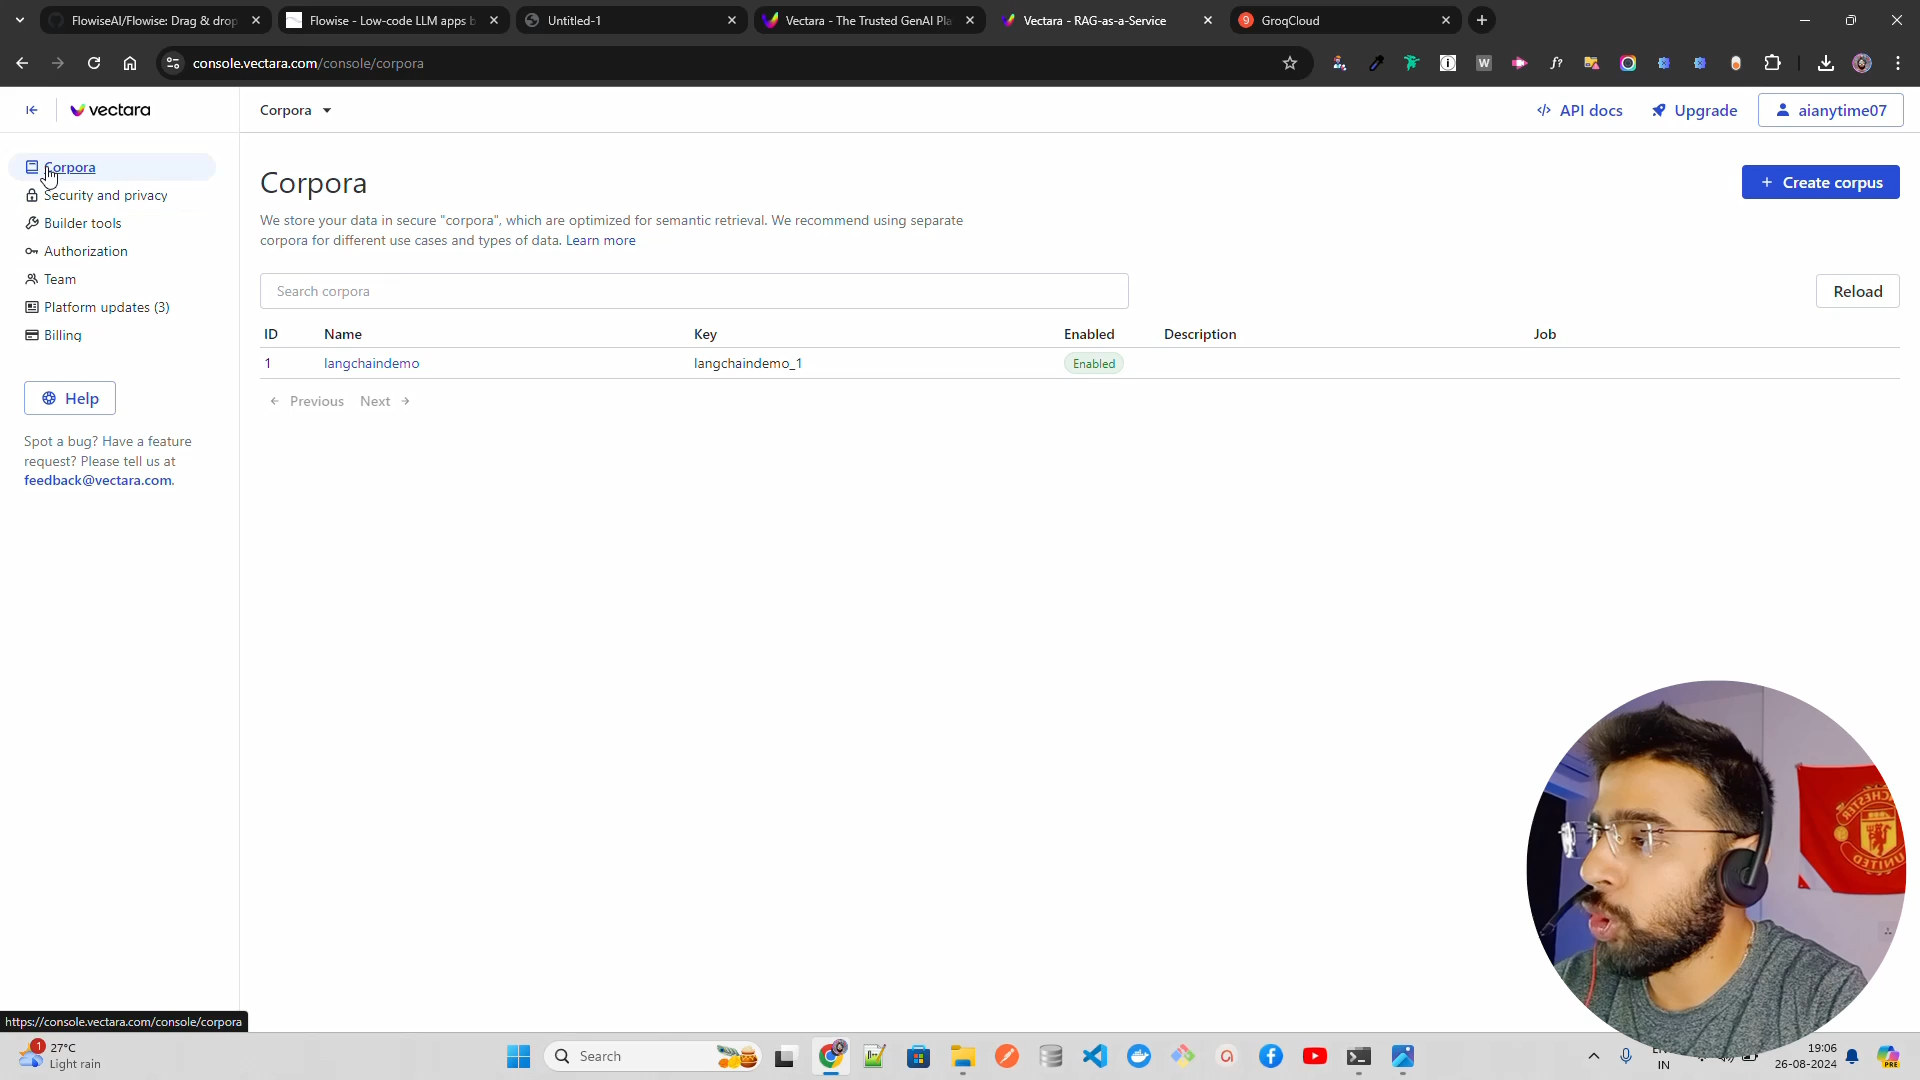 FlowiseAI/Flowise: Drag & drop
Flowise - Low-code LLM apps b
Untitled-1
Vectara - The Trusted GenAI Pla
Vectara - RAG-as-a-Service
GroqCloud
console.vectara.com/console/corpora
vectara
Corpora
API docs
Upgrade
aianytime07
Corpora
Security and privacy
Builder tools
Authorization
Team
Platform updates (3)
Billing
Help
Spot a bug? Have a feature
request? Please tell us at
feedback@vectara.com.
Corpora
Create corpus
We store your data in secure "corpora", which are optimized for semantic retrieval. We recommend using separate
corpora for different use cases and types of data. Learn more
Search corpora
Reload
ID Name Key Enabled Description Job
1 langchaindemo langchaindemo_1 Enabled
Previous Next
UNITED
https://console.vectara.com/console/corpora
1
27°C
Light rain
Search
IN
19:06
26-08-2024
PRE